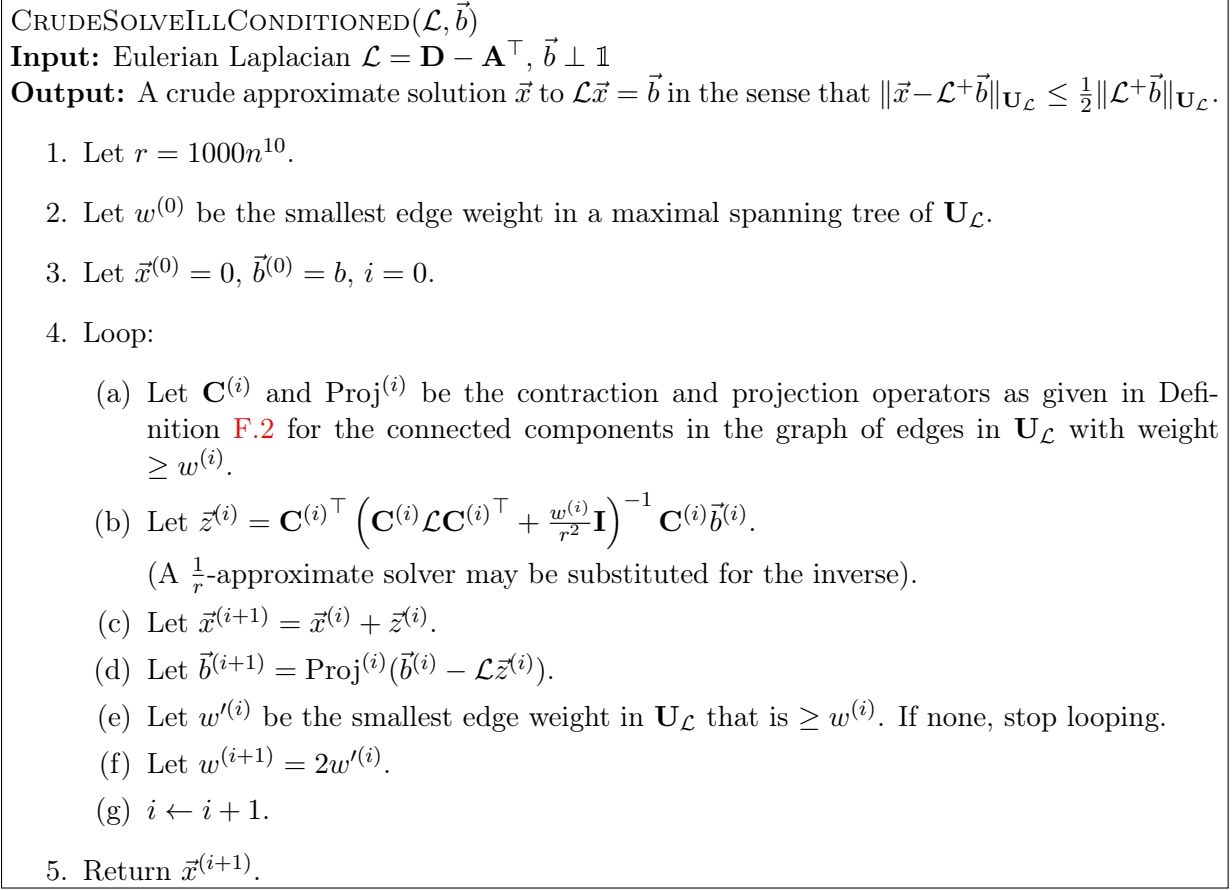 CRUDESOLVEILLCONDITIONED(ℒ, b⃗)
Input: Eulerian Laplacian ℒ = D − A^⊤, b⃗ ⊥ 𝟙
Output: A crude approximate solution x⃗ to ℒx⃗ = b⃗ in the sense that ‖x⃗−ℒ⁺b⃗‖_{U_ℒ} ≤ ½‖ℒ⁺b⃗‖_{U_ℒ}.
1. Let r = 1000n^{10}.
2. Let w^{(0)} be the smallest edge weight in a maximal spanning tree of U_ℒ.
3. Let x⃗^{(0)} = 0, b⃗^{(0)} = b, i = 0.
4. Loop:
(a) Let C^{(i)} and Proj^{(i)} be the contraction and projection operators as given in Defi-
nition F.2 for the connected components in the graph of edges in U_ℒ with weight
≥ w^{(i)}.
(b) Let z⃗^{(i)} = C^{(i)⊤} (C^{(i)}ℒC^{(i)⊤} + \frac{w^{(i)}}{r^2} I)^{−1} C^{(i)}b⃗^{(i)}.
(A \frac{1}{r}-approximate solver may be substituted for the inverse).
(c) Let x⃗^{(i+1)} = x⃗^{(i)} + z⃗^{(i)}.
(d) Let b⃗^{(i+1)} = Proj^{(i)}(b⃗^{(i)} − ℒz⃗^{(i)}).
(e) Let w′^{(i)} be the smallest edge weight in U_ℒ that is ≥ w^{(i)}. If none, stop looping.
(f) Let w^{(i+1)} = 2w′^{(i)}.
(g) i ← i + 1.
5. Return x⃗^{(i+1)}.